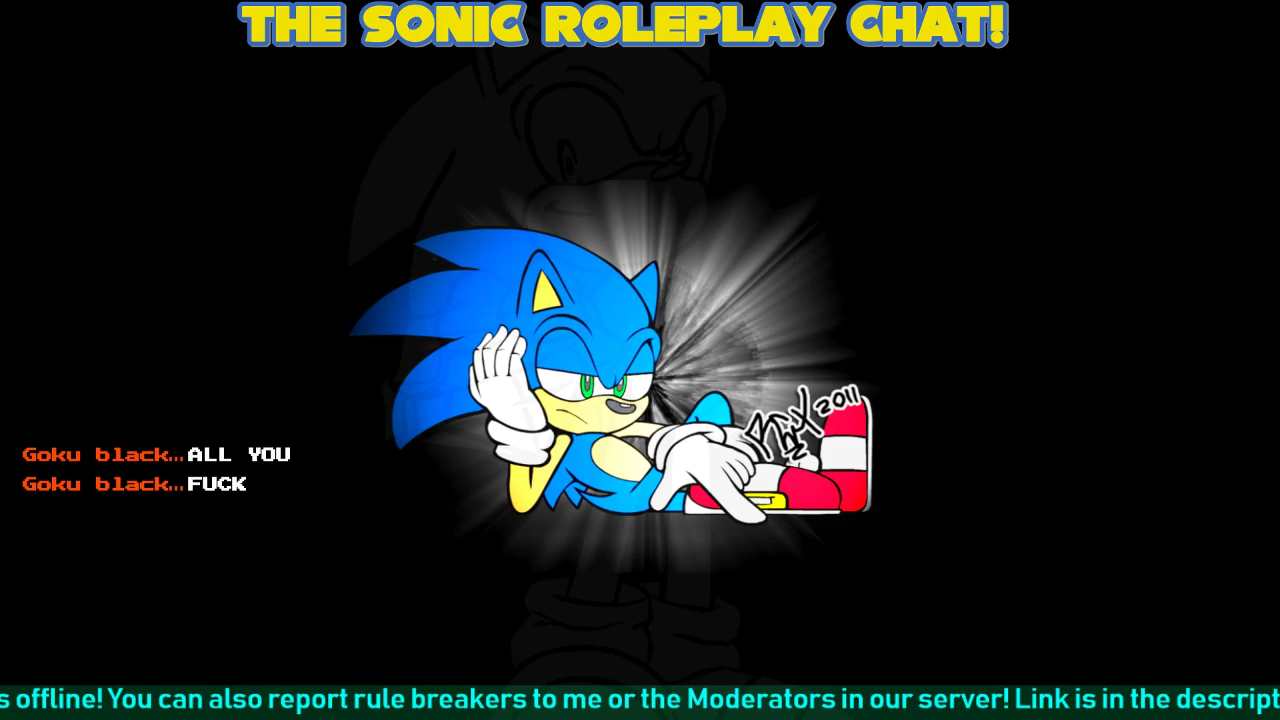 THE SONIC ROLEPLAY CHAT!
2011
Goku black...ALL YOU
Goku black...FUCK
s offline! You can also report rule breakers to me or the Moderators in our server! Link is in the descript